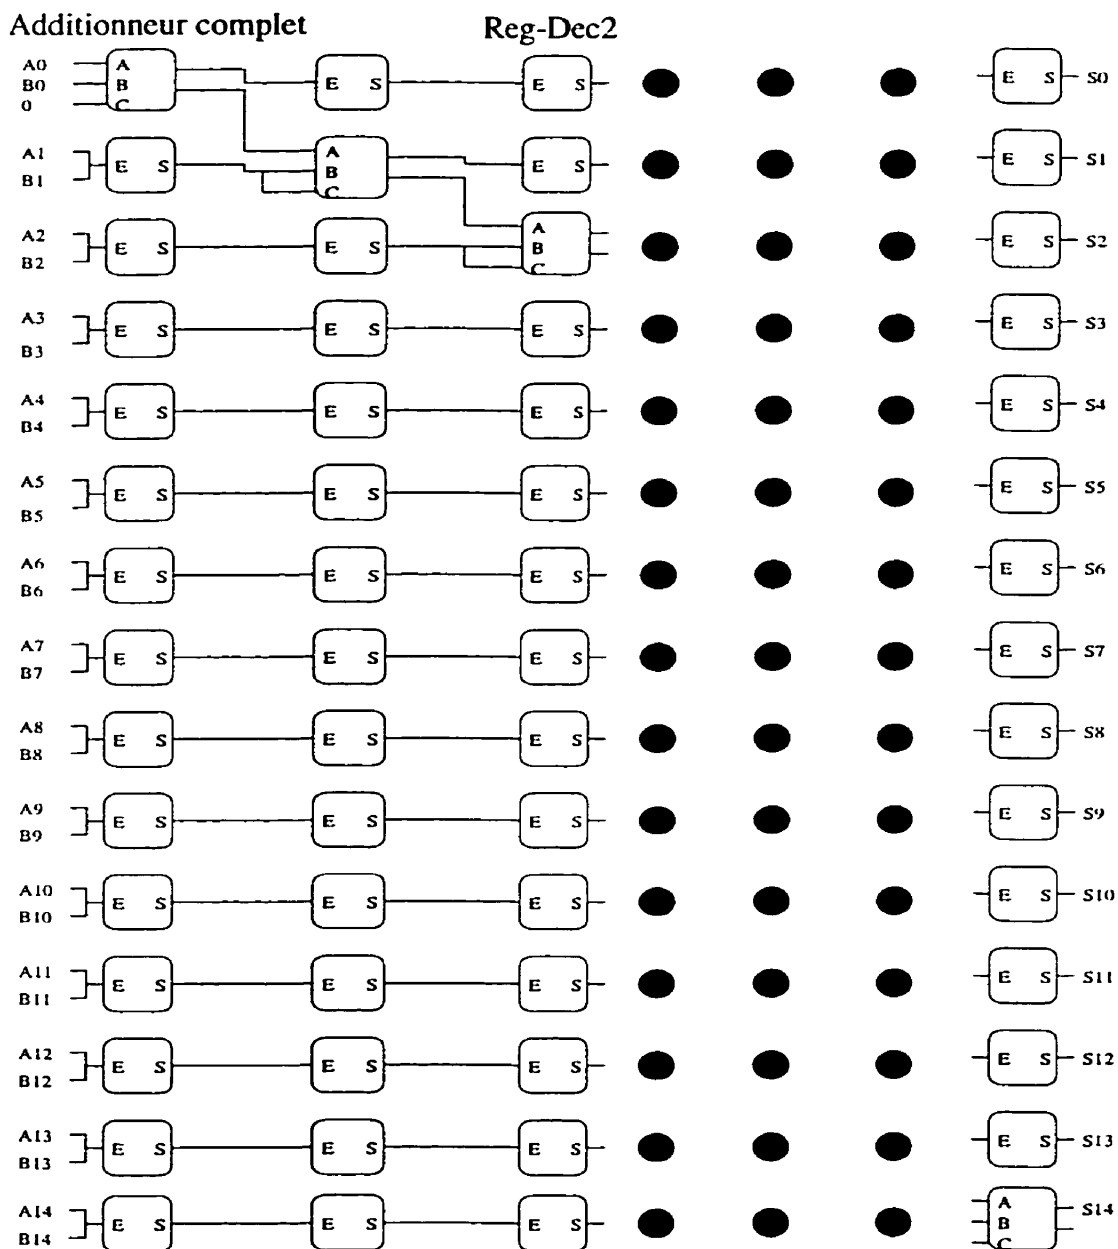 Additionneur complet Reg-Dec2
A0 A E S E S E S S0
B0 B
0 C
A1 E S A E S E S S1
B1 B
C
A2 E S E S A E S S2
B2 B
C
A3 E S E S E S E S S3
B3
A4 E S E S E S E S S4
B4
A5 E S E S E S E S S5
B5
A6 E S E S E S E S S6
B6
A7 E S E S E S E S S7
B7
A8 E S E S E S E S S8
B8
A9 E S E S E S E S S9
B9
A10 E S E S E S E S S10
B10
A11 E S E S E S E S S11
B11
A12 E S E S E S E S S12
B12
A13 E S E S E S E S S13
B13
A14 E S E S E S A S14
B14 B
C